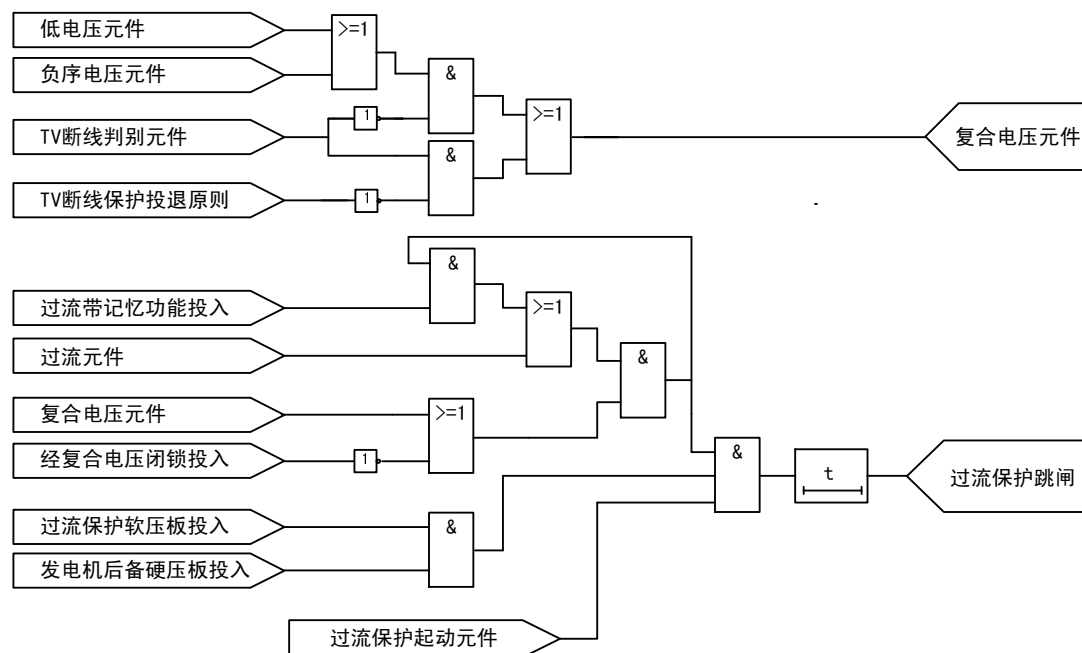 低电压元件
>=1
负序电压元件
&
1
>=1
TV断线判别元件
复合电压元件
&
TV断线保护投退原则
1
&
过流带记忆功能投入
>=1
过流元件
&
复合电压元件
>=1
经复合电压闭锁投入
1
&
t
过流保护跳闸
过流保护软压板投入
&
发电机后备硬压板投入
过流保护起动元件